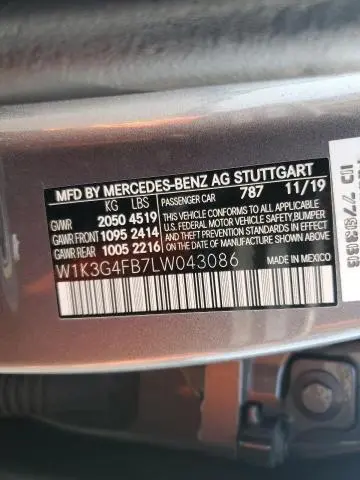 MFD BY MERCEDES-BENZ AG STUTTGART
KG LBS PASSENGER CAR 787 11/19
GVWR 2050 4519 THIS VEHICLE CONFORMS TO ALL APPLICABLE
GAWR FRONT 1095 2414 U.S. FEDERAL MOTOR VEHICLE SAFETY, BUMPER
GAWR REAR 1005 2216 AND THEFT PREVENTION STANDARDS IN EFFECT
ON THE DATE OF MANUFACTURE SHOWN ABOVE.
W1K3G4FB7LW043086 MADE IN MEXICO